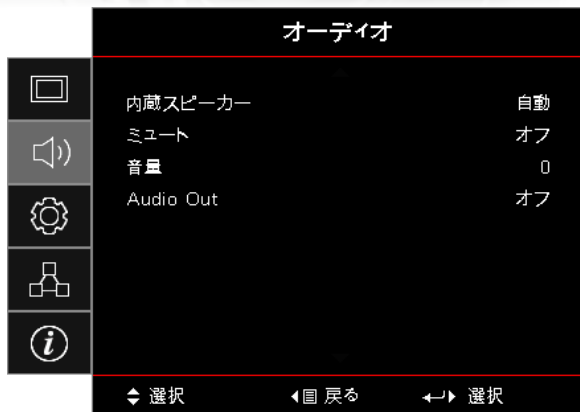 オーディオ
内蔵スピーカー 自動
ミュート オフ
音量 0
Audio Out オフ
選択 戻る 選択